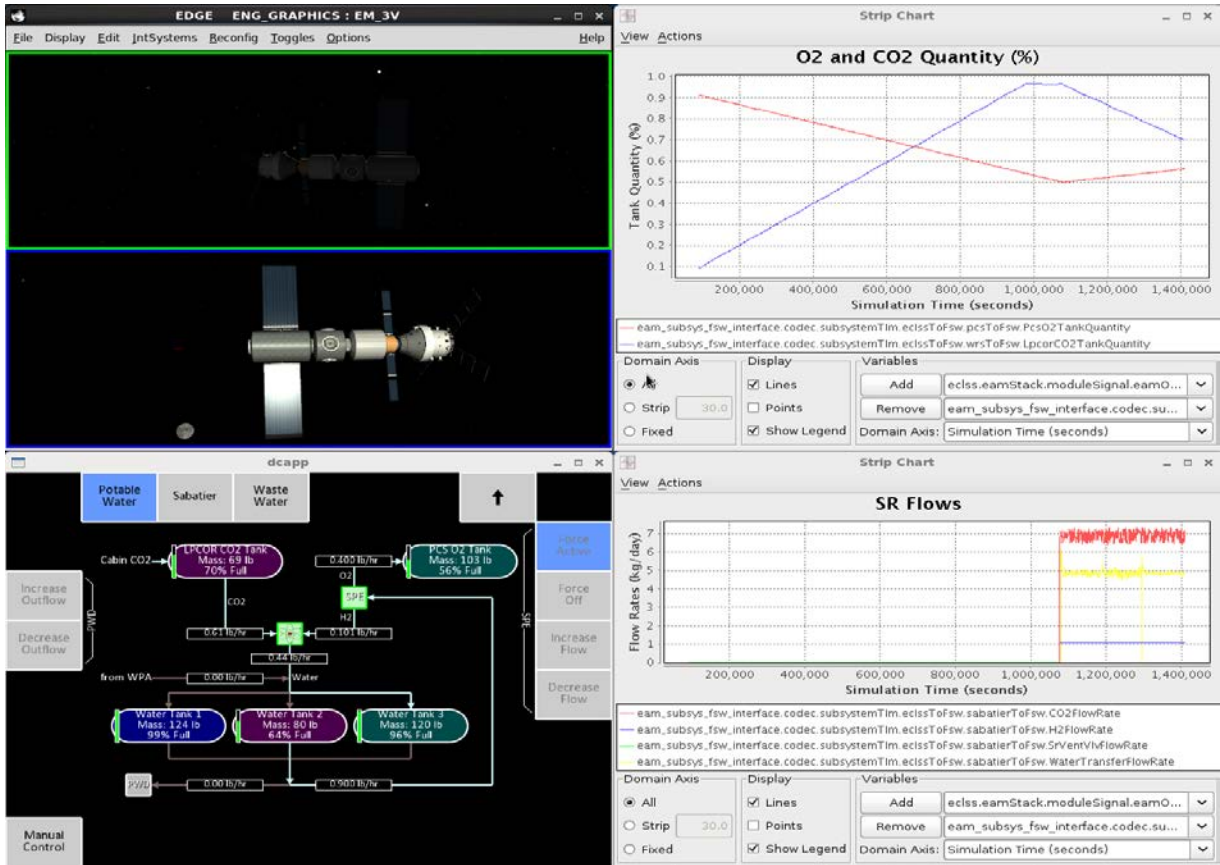 EDGE ENG_GRAPHICS : EM_3V
File Display Edit IntSystems Reconfig Toggles Options Help
Strip Chart
View Actions
O2 and CO2 Quantity (%)
Tank Quantity (%)
1.0
0.9
0.8
0.7
0.6
0.5
0.4
0.3
0.2
0.1
200,000 400,000 600,000 800,000 1,000,000 1,200,000 1,400,000
Simulation Time (seconds)
eam_subsys_fsw_interface.codec.subsystemTlm.eclssToFsw.pcsToFsw.PcsO2TankQuantity
eam_subsys_fsw_interface.codec.subsystemTlm.eclssToFsw.wrsToFsw.LpcorCO2TankQuantity
Domain Axis Display Variables
Lines Add eclss.eamStack.moduleSignal.eamO...
Strip 30.0 Points Remove eam_subsys_fsw_interface.codec.su...
Fixed Show Legend Domain Axis: Simulation Time (seconds)
dcapp
Potable Water
Sabatier
Waste Water
Force Active
Force Off
Increase Flow
Decrease Flow
SPE
Increase Outflow
Decrease Outflow
PWD
Cabin CO2
LPCOR CO2 Tank
Mass: 69 lb
70% Full
0.400 lb/hr
O2
PCS O2 Tank
Mass: 103 lb
56% Full
SPE
CO2
H2
0.61 lb/hr
0.101 lb/hr
0.44 lb/hr
from WPA
0.00 lb/hr
Water
Water Tank 1
Mass: 124 lb
99% Full
Water Tank 2
Mass: 80 lb
64% Full
Water Tank 3
Mass: 120 lb
96% Full
PWD
0.00 lb/hr
0.900 lb/hr
Manual Control
Strip Chart
View Actions
SR Flows
Flow Rates (kg/day)
7
6
5
4
3
2
1
0
200,000 400,000 600,000 800,000 1,000,000 1,200,000 1,400,000
Simulation Time (seconds)
eam_subsys_fsw_interface.codec.subsystemTlm.eclssToFsw.sabatierToFsw.CO2FlowRate
eam_subsys_fsw_interface.codec.subsystemTlm.eclssToFsw.sabatierToFsw.H2FlowRate
eam_subsys_fsw_interface.codec.subsystemTlm.eclssToFsw.sabatierToFsw.SrVentVlvFlowRate
eam_subsys_fsw_interface.codec.subsystemTlm.eclssToFsw.sabatierToFsw.WaterTransferFlowRate
Domain Axis Display Variables
All Lines Add eclss.eamStack.moduleSignal.eamO...
Strip 30.0 Points Remove eam_subsys_fsw_interface.codec.su...
Fixed Show Legend Domain Axis: Simulation Time (seconds)